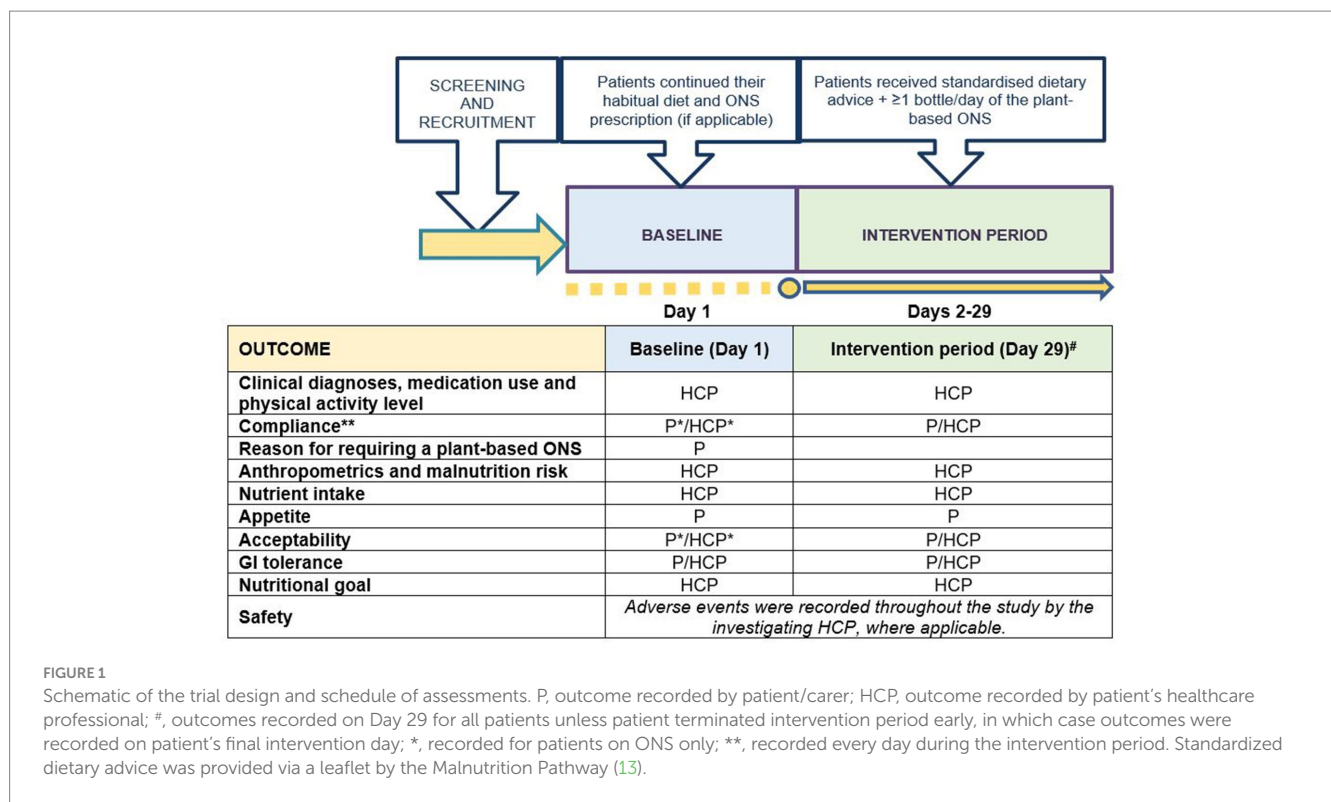 SCREENING
AND
RECRUITMENT
Patients continued their
habitual diet and ONS
prescription (if applicable)
Patients received standardised dietary
advice + ≥1 bottle/day of the plant-
based ONS
BASELINE
INTERVENTION PERIOD
Day 1
Days 2-29
OUTCOME Baseline (Day 1) Intervention period (Day 29)#
Clinical diagnoses, medication use and
physical activity level HCP HCP
Compliance** P*/HCP* P/HCP
Reason for requiring a plant-based ONS P
Anthropometrics and malnutrition risk HCP HCP
Nutrient intake HCP HCP
Appetite P P
Acceptability P*/HCP* P/HCP
GI tolerance P/HCP P/HCP
Nutritional goal HCP HCP
Safety Adverse events were recorded throughout the study by the
investigating HCP, where applicable.
FIGURE 1
Schematic of the trial design and schedule of assessments. P, outcome recorded by patient/carer; HCP, outcome recorded by patient's healthcare
professional; #, outcomes recorded on Day 29 for all patients unless patient terminated intervention period early, in which case outcomes were
recorded on patient's final intervention day; *, recorded for patients on ONS only; **, recorded every day during the intervention period. Standardized
dietary advice was provided via a leaflet by the Malnutrition Pathway (13).